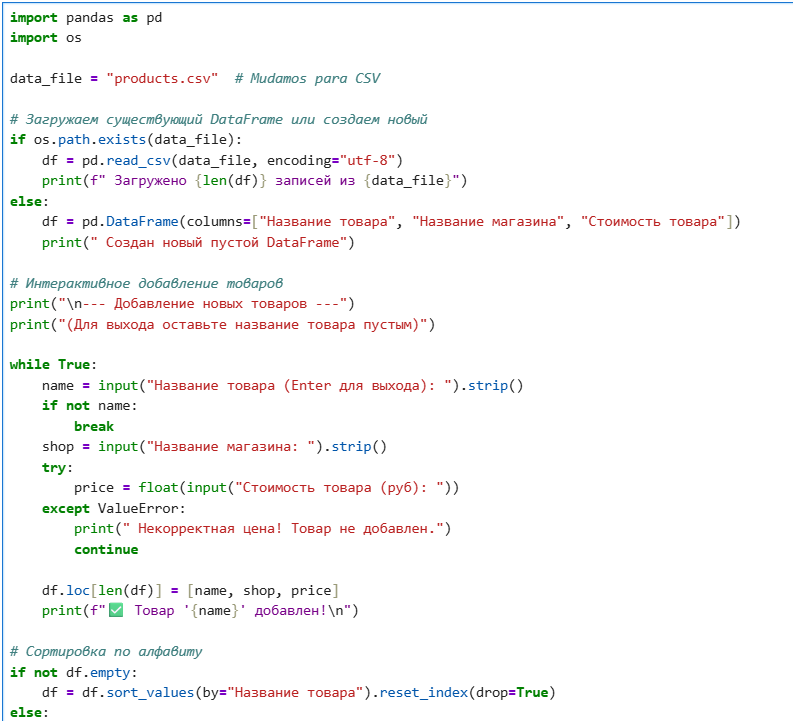 import pandas as pd
import os
data_file = "products.csv"  # Mudamos para CSV
# Загружаем существующий DataFrame или создаем новый
if os.path.exists(data_file):
    df = pd.read_csv(data_file, encoding="utf-8")
    print(f" Загружено {len(df)} записей из {data_file}")
else:
    df = pd.DataFrame(columns=["Название товара", "Название магазина", "Стоимость товара"])
    print(" Создан новый пустой DataFrame")
# Интерактивное добавление товаров
print("\n--- Добавление новых товаров ---")
print("(Для выхода оставьте название товара пустым)")
while True:
    name = input("Название товара (Enter для выхода): ").strip()
    if not name:
        break
    shop = input("Название магазина: ").strip()
    try:
        price = float(input("Стоимость товара (руб): "))
    except ValueError:
        print(" Некорректная цена! Товар не добавлен.")
        continue
    df.loc[len(df)] = [name, shop, price]
    print(f"✅ Товар '{name}' добавлен!\n")
# Сортировка по алфавиту
if not df.empty:
    df = df.sort_values(by="Название товара").reset_index(drop=True)
else: